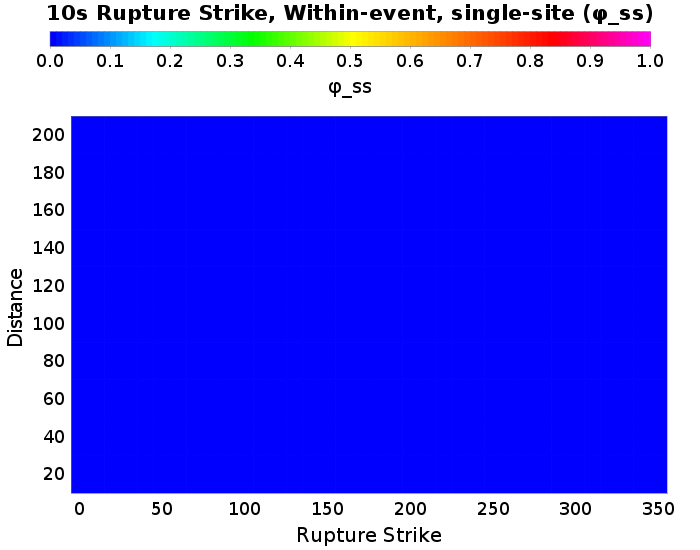 10s Rupture Strike, Within-event, single-site (φ_ss)
0.0 0.1 0.2 0.3 0.4 0.5 0.6 0.7 0.8 0.9 1.0
φ_ss
200
180
160
140
120
100
80
60
40
20
Distance
0 50 100 150 200 250 300 350
Rupture Strike